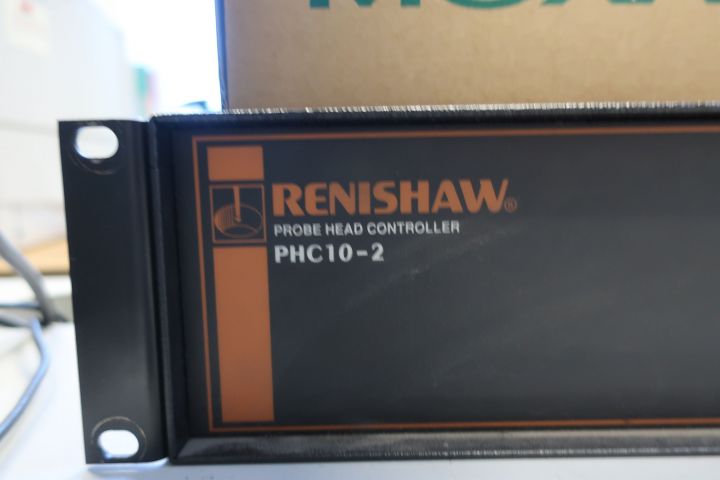 RENISHAW®
PROBE HEAD CONTROLLER
PHC10-2